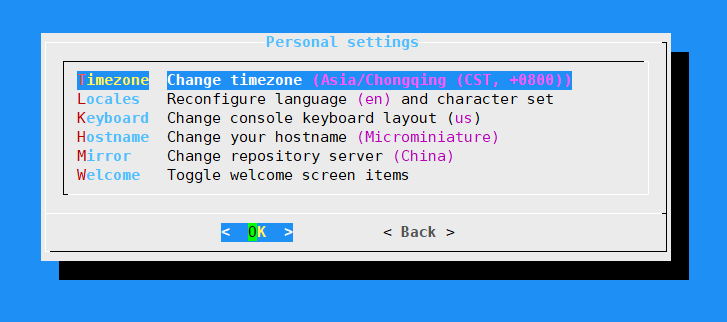 Personal settings
Timezone Change timezone (Asia/Chongqing (CST, +0800))
Locales Reconfigure language (en) and character set
Keyboard Change console keyboard layout (us)
Hostname Change your hostname (Microminiature)
Mirror Change repository server (China)
Welcome Toggle welcome screen items
< OK > < Back >